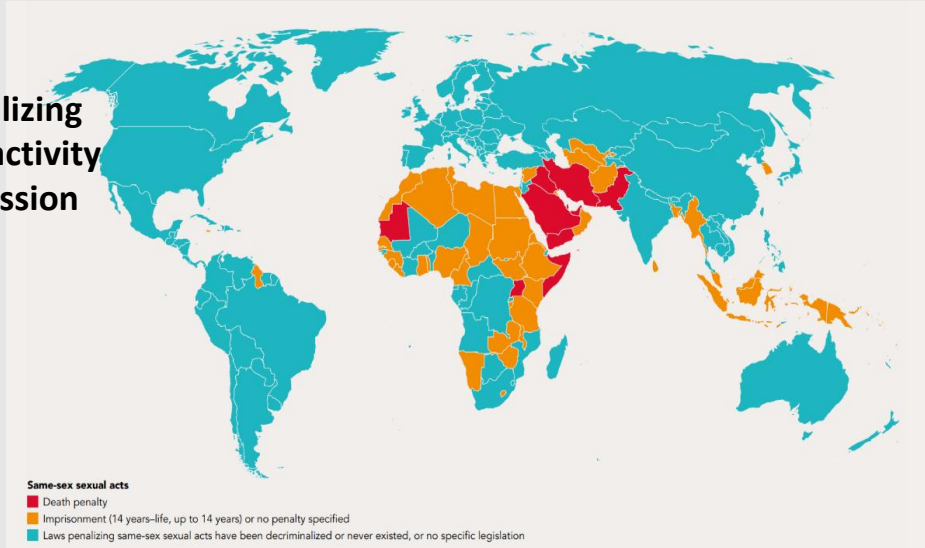 lizing
activity
ssion
Same-sex sexual acts
Death penalty
Imprisonment (14 years–life, up to 14 years) or no penalty specified
Laws penalizing same-sex sexual acts have been decriminalized or never existed, or no specific legislation